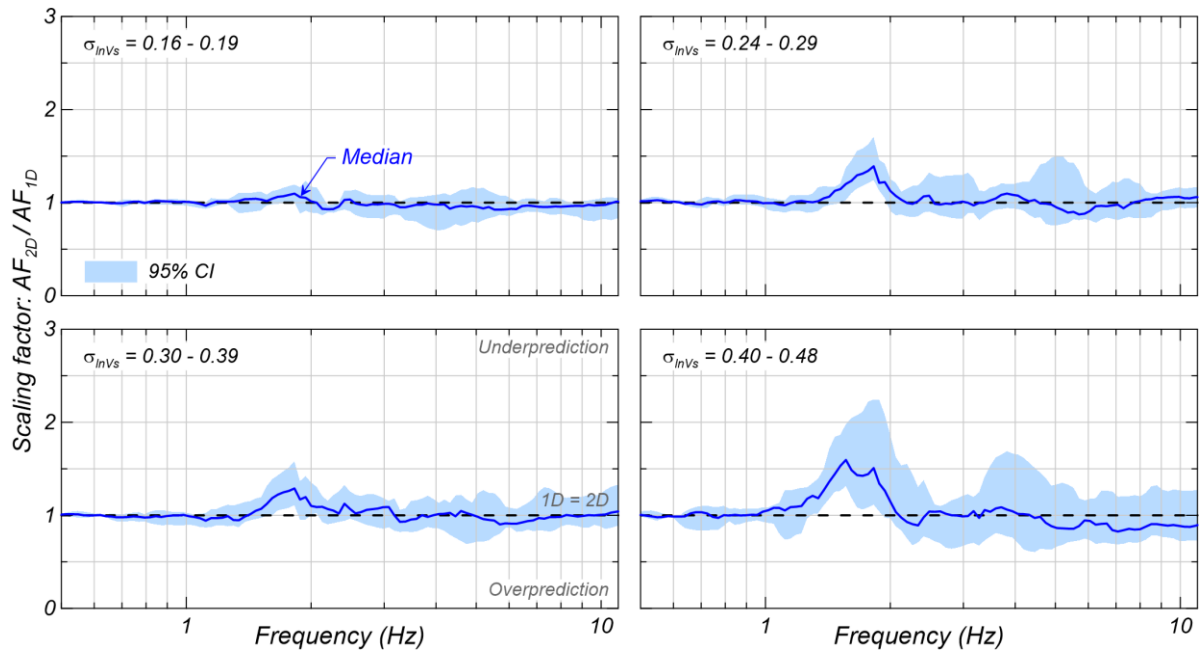 Scaling factor: AF2D / AF1D
3
2
1
0
σlnVs = 0.16 - 0.19
Median
95% CI
σlnVs = 0.24 - 0.29
3
2
1
0
σlnVs = 0.30 - 0.39
Underprediction
1D = 2D
Overprediction
1
10
Frequency (Hz)
σlnVs = 0.40 - 0.48
1
10
Frequency (Hz)